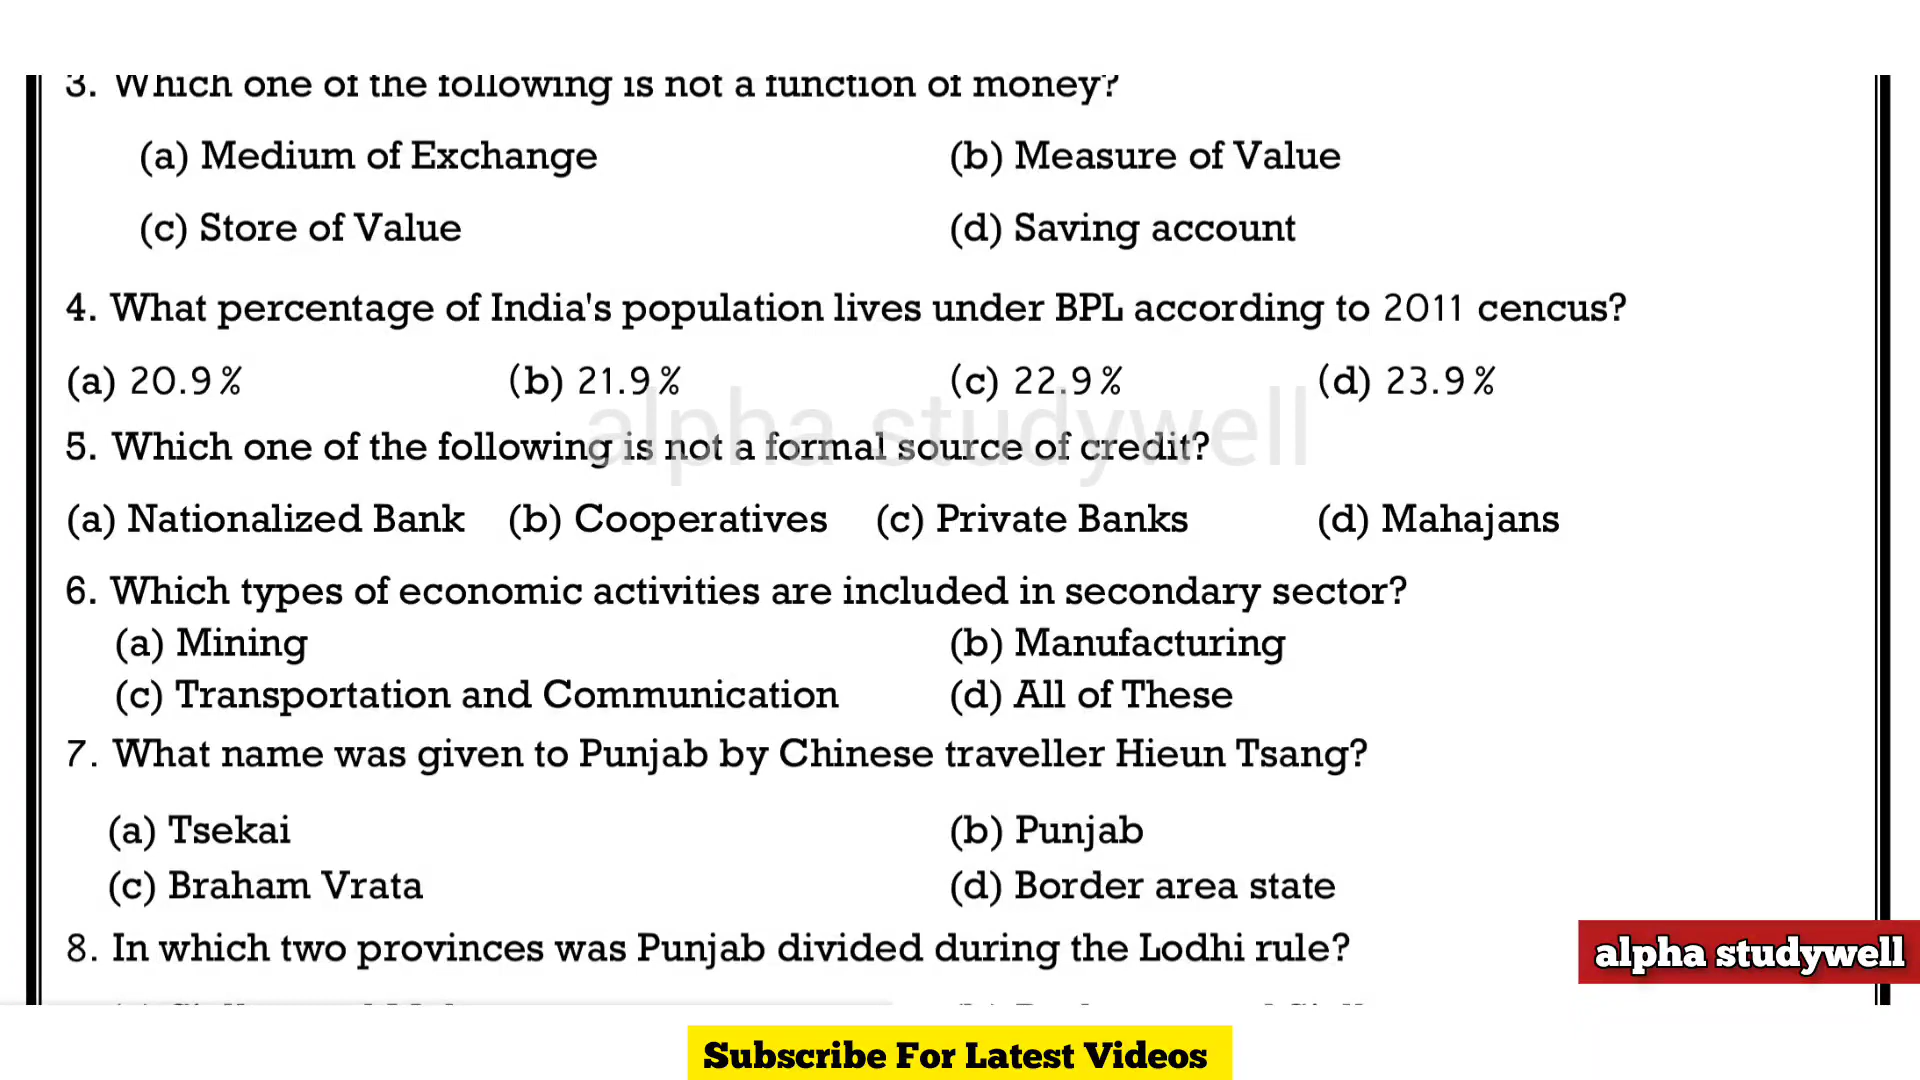 3. Which one of the following is not a function of money?
(a) Medium of Exchange (b) Measure of Value
(c) Store of Value (d) Saving account
4. What percentage of India's population lives under BPL according to 2011 cencus?
(a) 20.9% (b) 21.9% (c) 22.9% (d) 23.9%
alpha studywell
5. Which one of the following is not a formal source of credit?
(a) Nationalized Bank (b) Cooperatives (c) Private Banks (d) Mahajans
6. Which types of economic activities are included in secondary sector?
(a) Mining (b) Manufacturing
(c) Transportation and Communication (d) All of These
7. What name was given to Punjab by Chinese traveller Hieun Tsang?
(a) Tsekai (b) Punjab
(c) Braham Vrata (d) Border area state
8. In which two provinces was Punjab divided during the Lodhi rule?
alpha studywell
Subscribe For Latest Videos